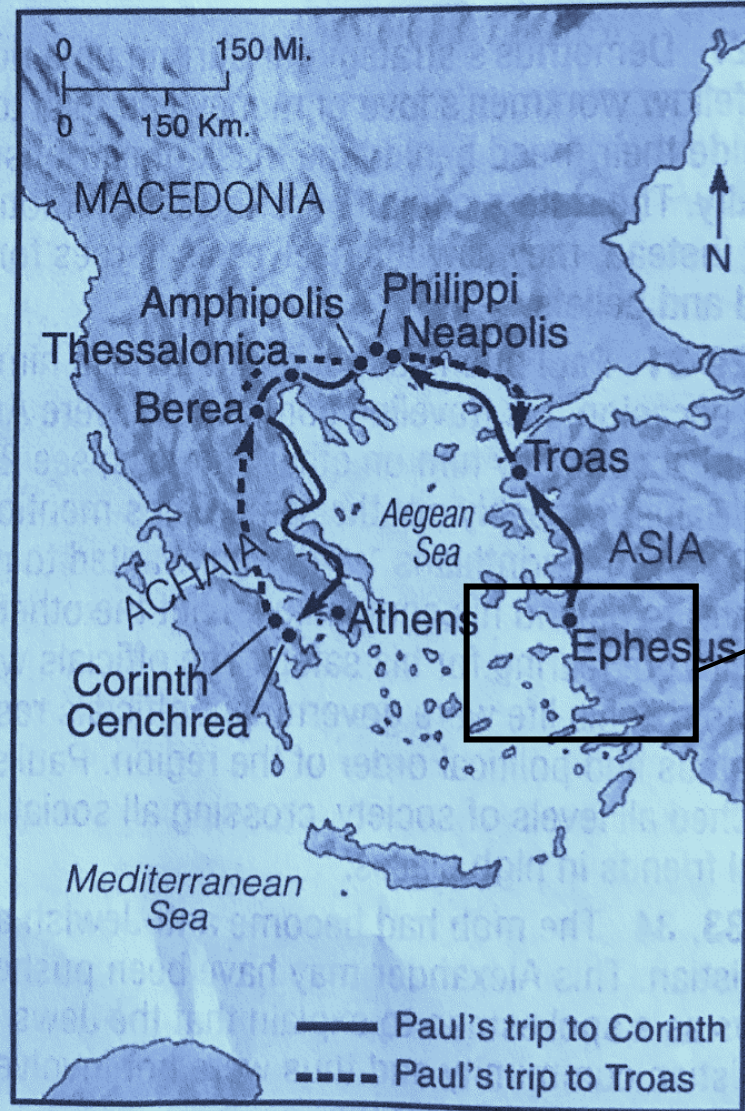 0 150 Mi.
0 150 Km.
MACEDONIA
N
Amphipolis
Philippi
Neapolis
Thessalonica
Berea
Troas
Aegean
Sea
ASIA
ACHAIA
Athens
Ephesus
Corinth
Cenchrea
Mediterranean
Sea
Paul's trip to Corinth
Paul's trip to Troas